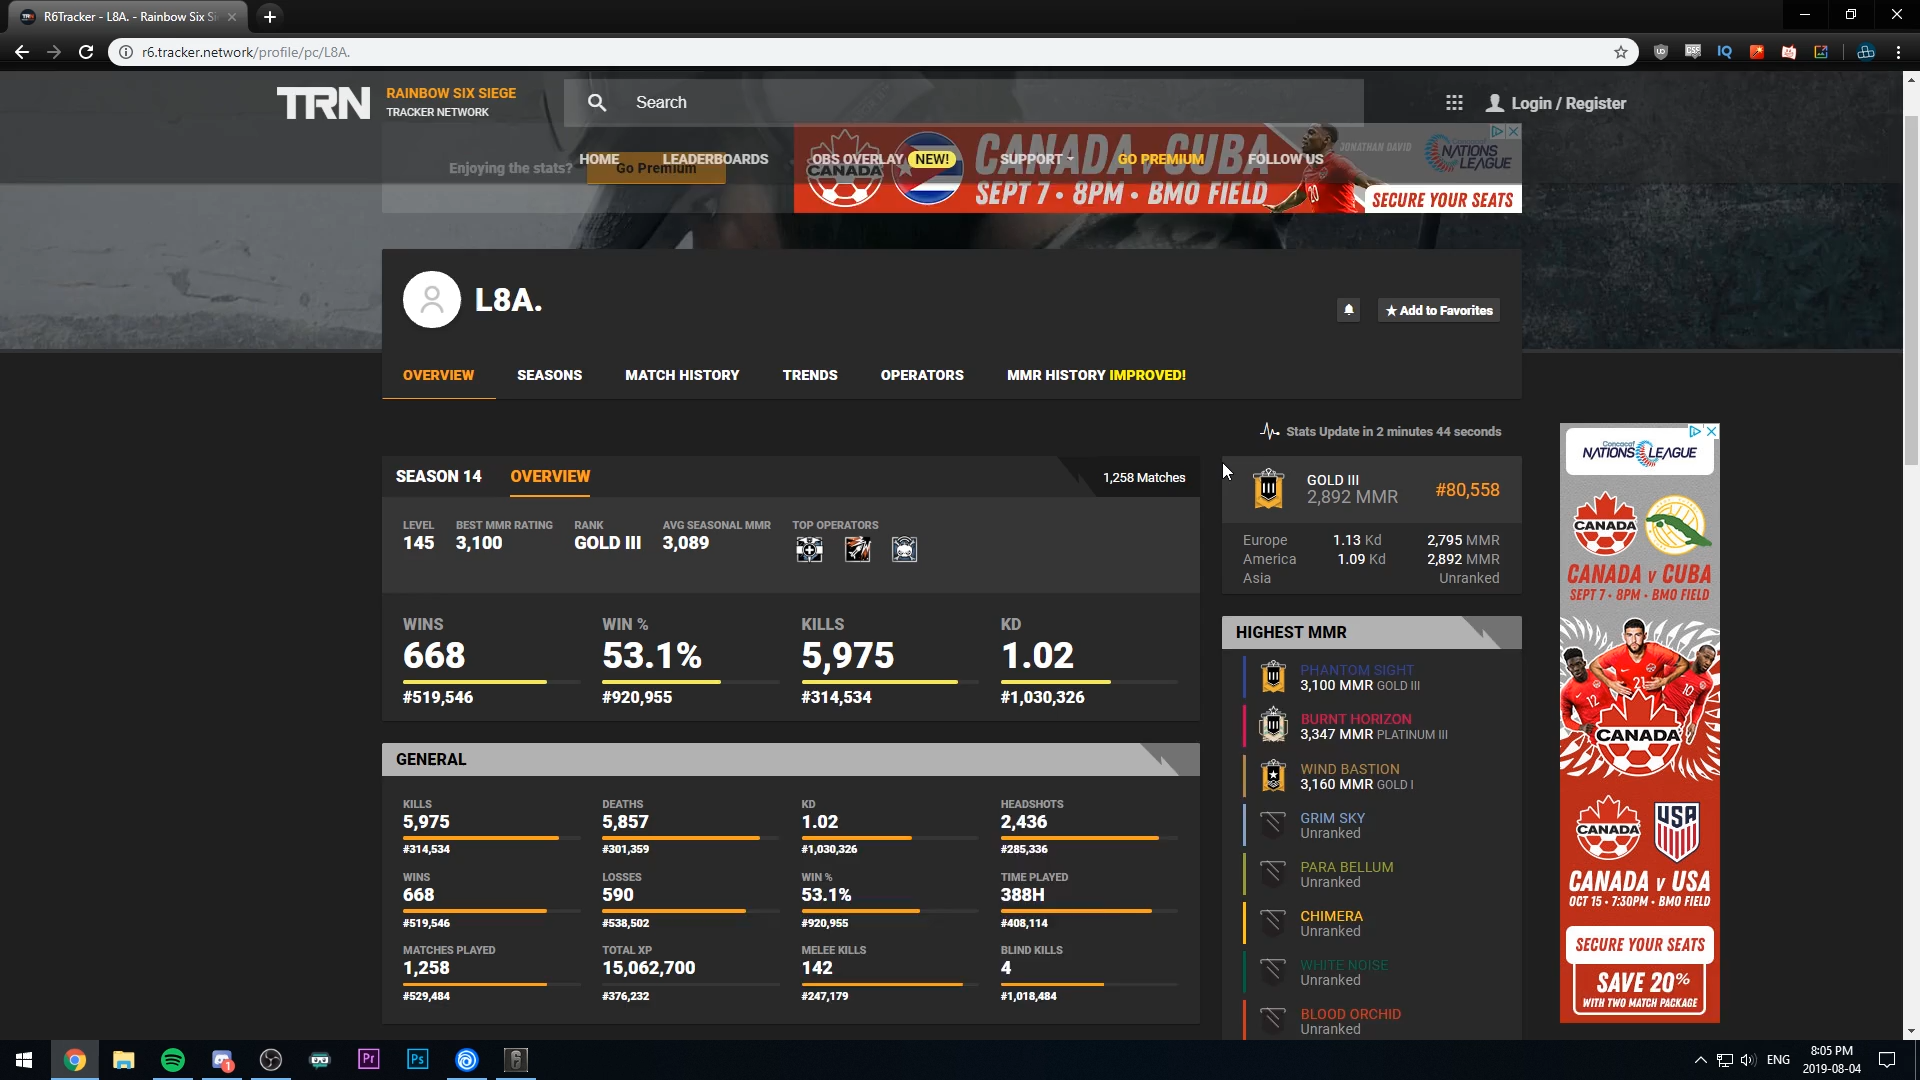 R6Tracker - L8A. - Rainbow Six Si
r6.tracker.network/profile/pc/L8A.
TRN RAINBOW SIX SIEGE
TRACKER NETWORK
Search
Login / Register
Enjoying the stats?
Go Premium
HOME
LEADERBOARDS
OBS OVERLAY NEW!
SUPPORT
GO PREMIUM
FOLLOW US
CANADA
CANADA v CUBA
SEPT 7 • 8PM • BMO FIELD
JONATHAN DAVID
NATIONS LEAGUE
SECURE YOUR SEATS
L8A.
Add to Favorites
OVERVIEW
SEASONS
MATCH HISTORY
TRENDS
OPERATORS
MMR HISTORY IMPROVED!
Stats Update in 2 minutes 44 seconds
SEASON 14
OVERVIEW
1,258 Matches
LEVEL
145
BEST MMR RATING
3,100
RANK
GOLD III
AVG SEASONAL MMR
3,089
TOP OPERATORS
WINS
668
#519,546
WIN %
53.1%
#920,955
KILLS
5,975
#314,534
KD
1.02
#1,030,326
GENERAL
KILLS
5,975
#314,534
DEATHS
5,857
#301,359
KD
1.02
#1,030,326
HEADSHOTS
2,436
#285,336
WINS
668
#519,546
LOSSES
590
#538,502
WIN %
53.1%
#920,955
TIME PLAYED
388H
#408,114
MATCHES PLAYED
1,258
#529,484
TOTAL XP
15,062,700
#376,232
MELEE KILLS
142
#247,179
BLIND KILLS
4
#1,018,484
GOLD III
2,892 MMR
#80,558
Europe 1.13 Kd 2,795 MMR
America 1.09 Kd 2,892 MMR
Asia Unranked
HIGHEST MMR
PHANTOM SIGHT
3,100 MMR GOLD III
BURNT HORIZON
3,347 MMR PLATINUM III
WIND BASTION
3,160 MMR GOLD I
GRIM SKY
Unranked
PARA BELLUM
Unranked
CHIMERA
Unranked
WHITE NOISE
Unranked
BLOOD ORCHID
Unranked
Concacaf
NATIONS LEAGUE
CANADA
CANADA v CUBA
SEPT 7 • 8PM • BMO FIELD
12
21
10
CANADA
CANADA
USA
CANADA v USA
OCT 15 • 7:30PM • BMO FIELD
SECURE YOUR SEATS
SAVE 20%
WITH TWO MATCH PACKAGE
Pr
Ps
1
ENG
8:05 PM
2019-08-04